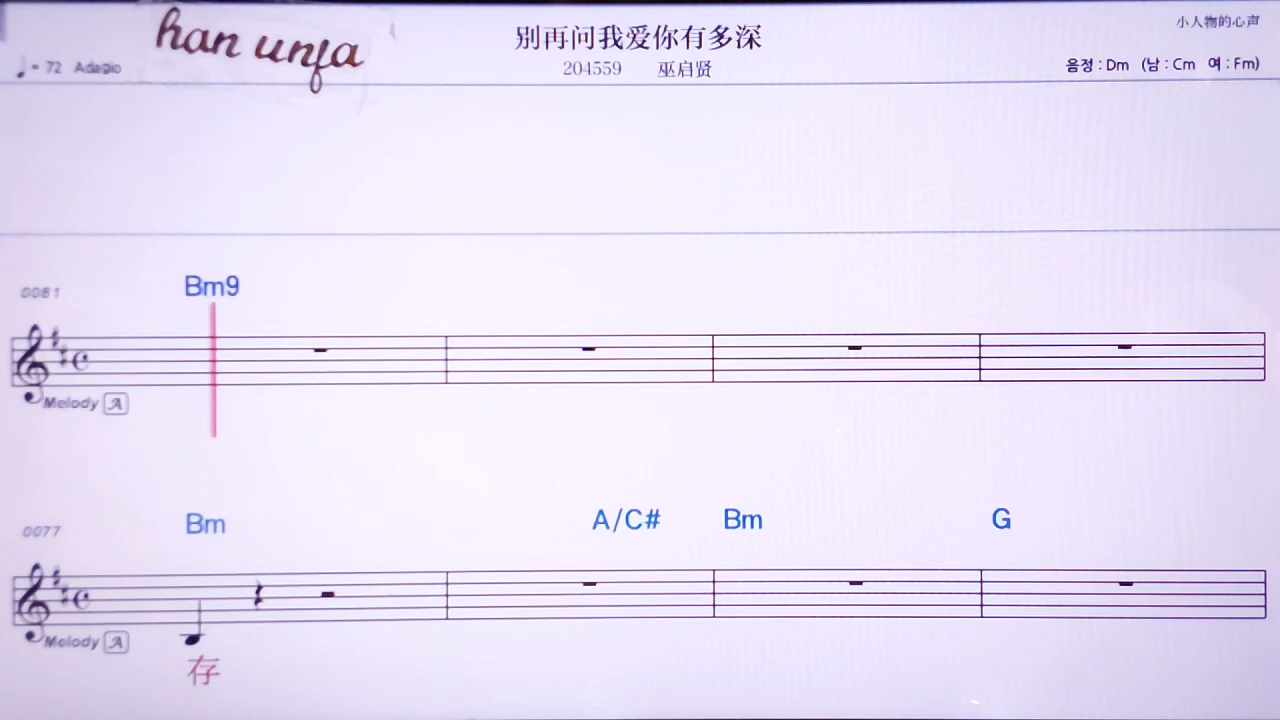 han unfa
别再问我爱你有多深
小人物的心声
♩= 72 Adagio
204559 巫启贤
음정 : Dm (남 : Cm 여 : Fm)
0081 Bm9
Melody A
0077 Bm A/C# Bm G
Melody A
存